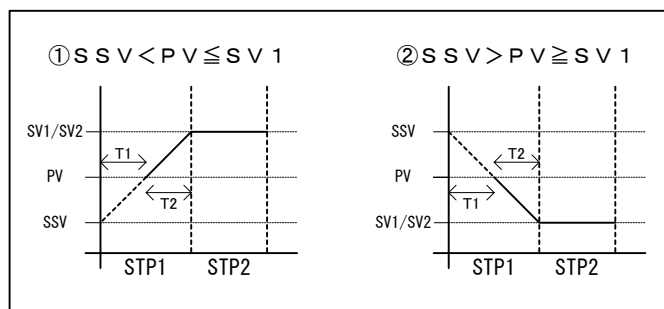 ①ＳＳＶ＜ＰＶ≦ＳＶ１
SV1/SV2
T1
PV
T2
SSV
STP1 STP2
②ＳＳＶ＞ＰＶ≧ＳＶ１
SSV
T2
PV
T1
SV1/SV2
STP1 STP2